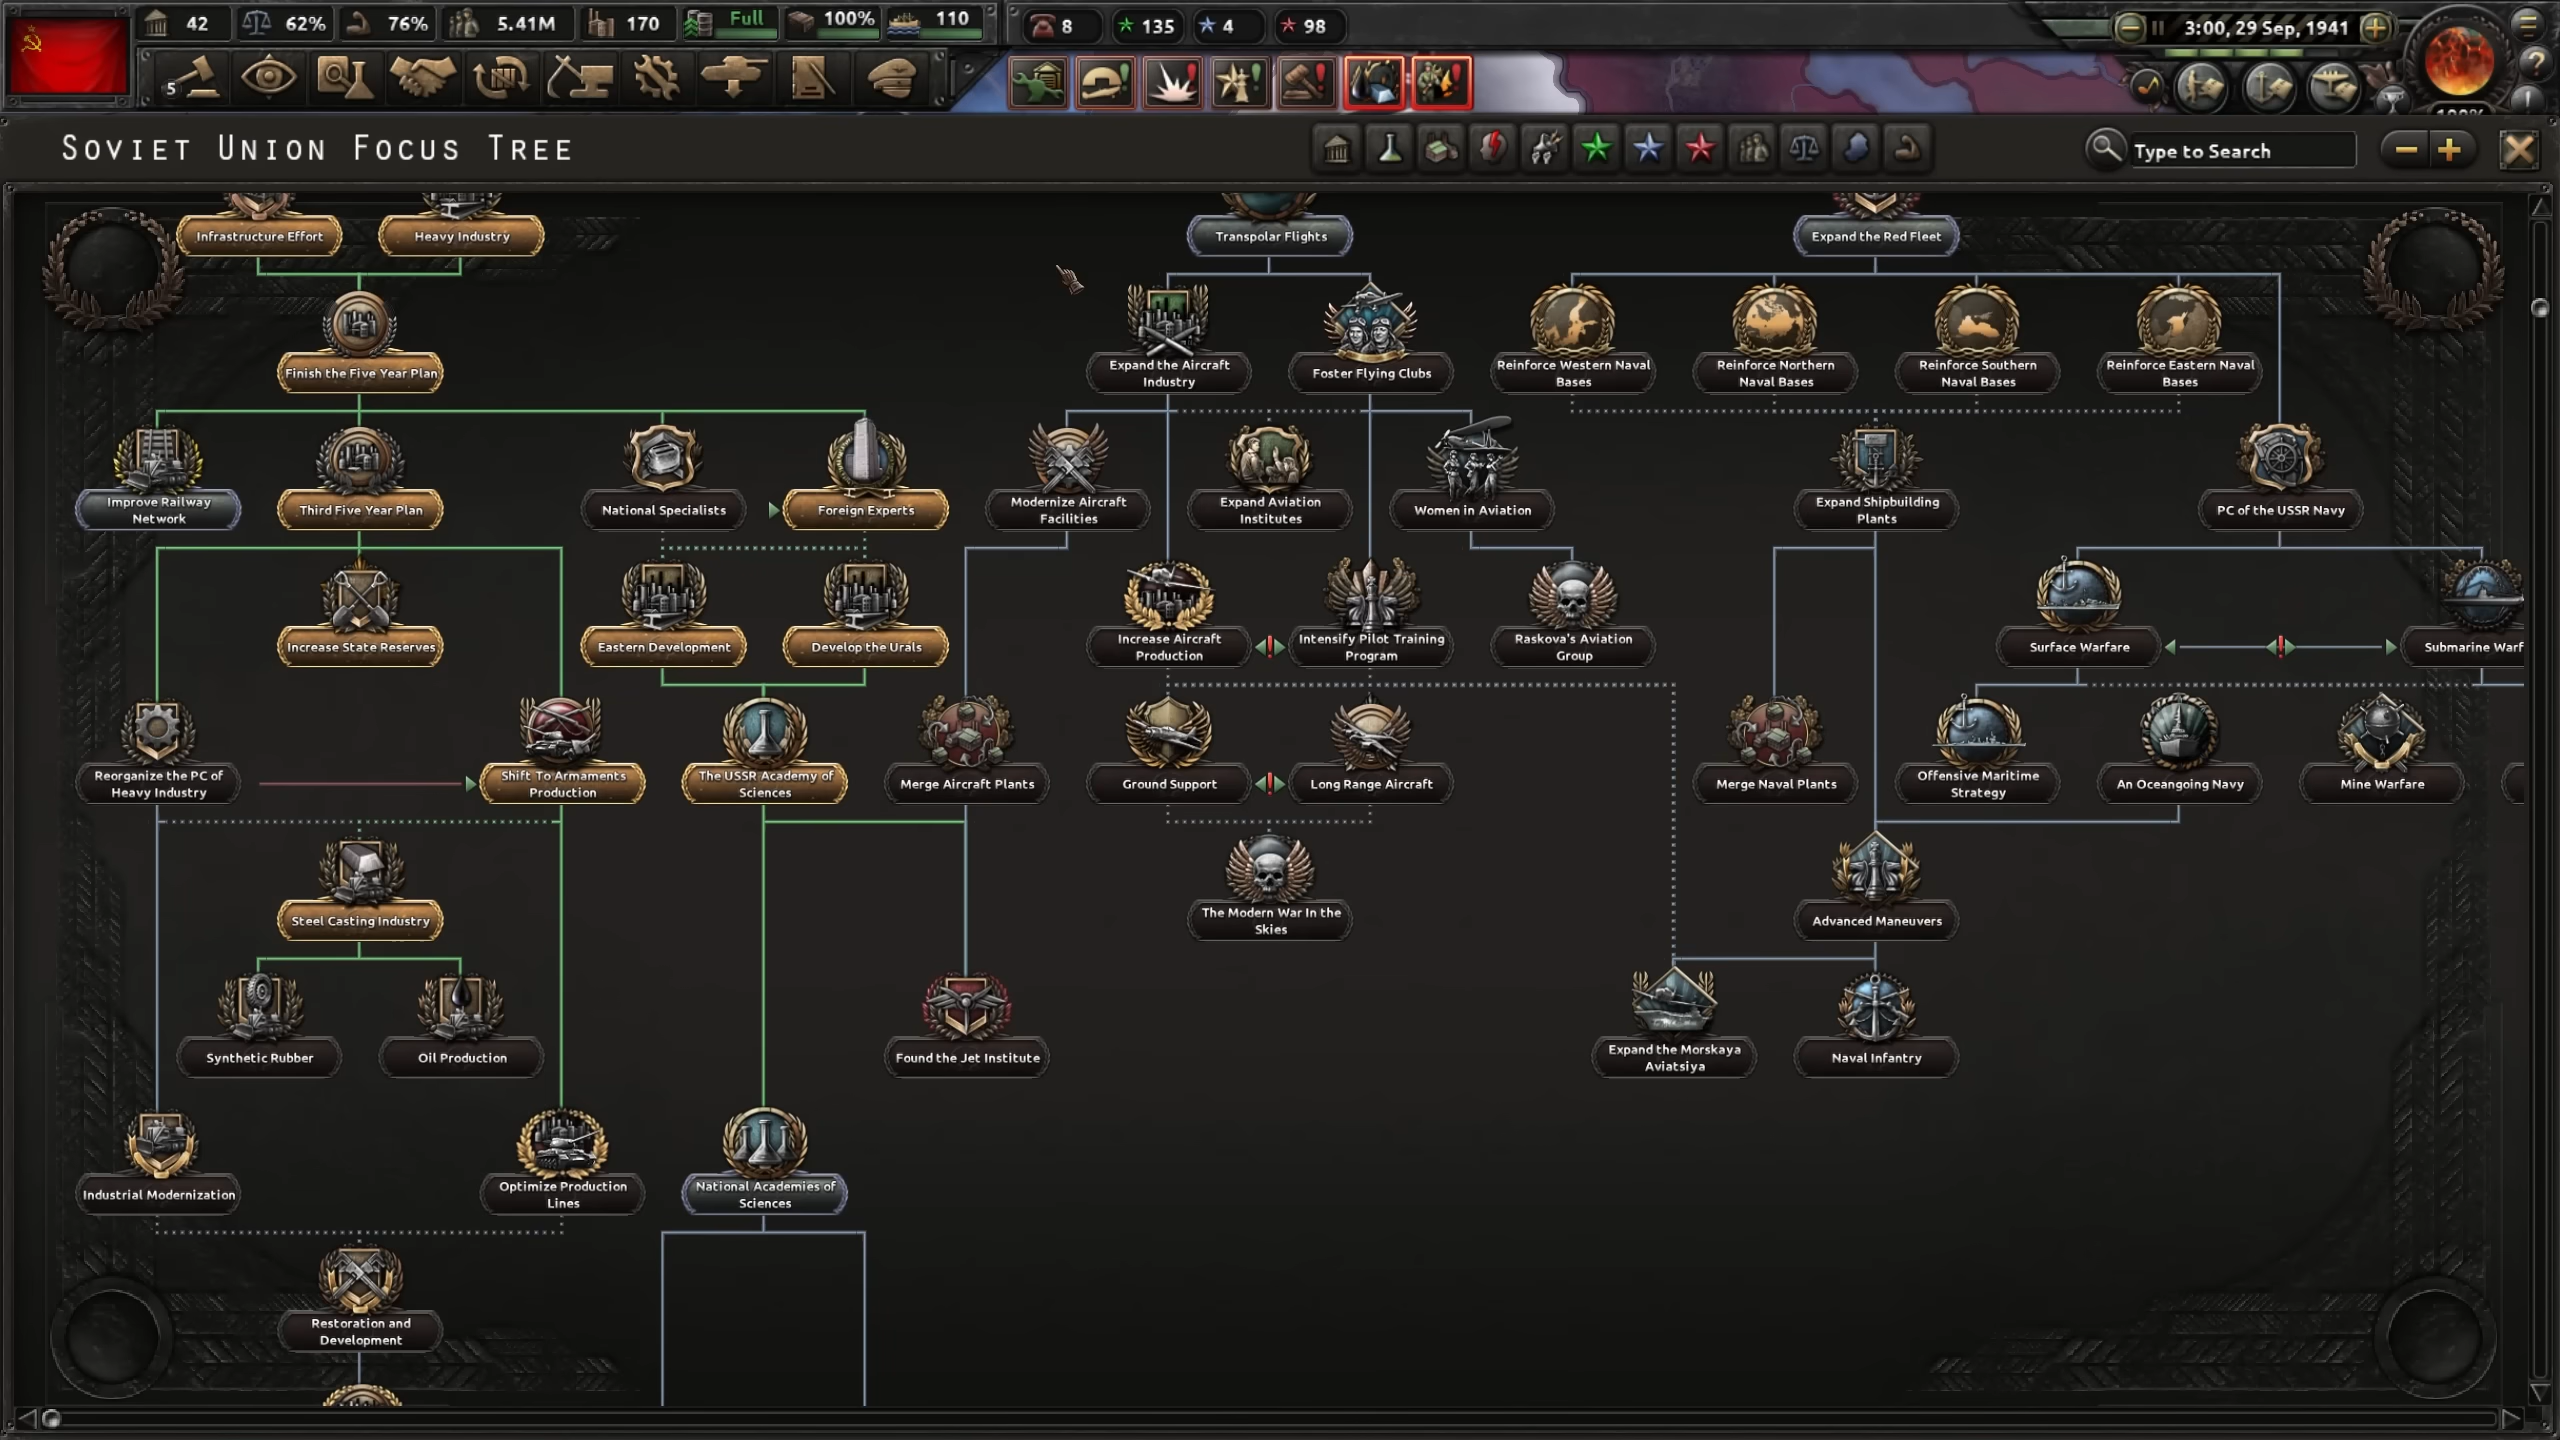 42
62%
76%
5.41M
170
Full
100%
110
8
135
4
98
3:00, 29 Sep, 1941
5
SOVIET UNION FOCUS TREE
Type to Search
Infrastructure Effort
Heavy Industry
Transpolar Flights
Expand the Red Fleet
Finish the Five Year Plan
Expand the Aircraft
Industry
Foster Flying Clubs
Reinforce Western Naval
Bases
Reinforce Northern
Naval Bases
Reinforce Southern
Naval Bases
Reinforce Eastern Naval
Bases
Improve Railway
Network
Third Five Year Plan
National Specialists
Foreign Experts
Modernize Aircraft
Facilities
Expand Aviation
Institutes
Women in Aviation
Expand Shipbuilding
Plants
PC of the USSR Navy
Increase State Reserves
Eastern Development
Develop the Urals
Increase Aircraft
Production
Intensify Pilot Training
Program
Raskova's Aviation
Group
Surface Warfare
Submarine Warf
Reorganize the PC of
Heavy Industry
Shift To Armaments
Production
The USSR Academy of
Sciences
Merge Aircraft Plants
Ground Support
Long Range Aircraft
Merge Naval Plants
Offensive Maritime
Strategy
An Oceangoing Navy
Mine Warfare
Steel Casting Industry
The Modern War In the
Skies
Advanced Maneuvers
Synthetic Rubber
Oil Production
Found the Jet Institute
Expand the Morskaya
Aviatsiya
Naval Infantry
Industrial Modernization
Optimize Production
Lines
National Academies of
Sciences
Restoration and
Development